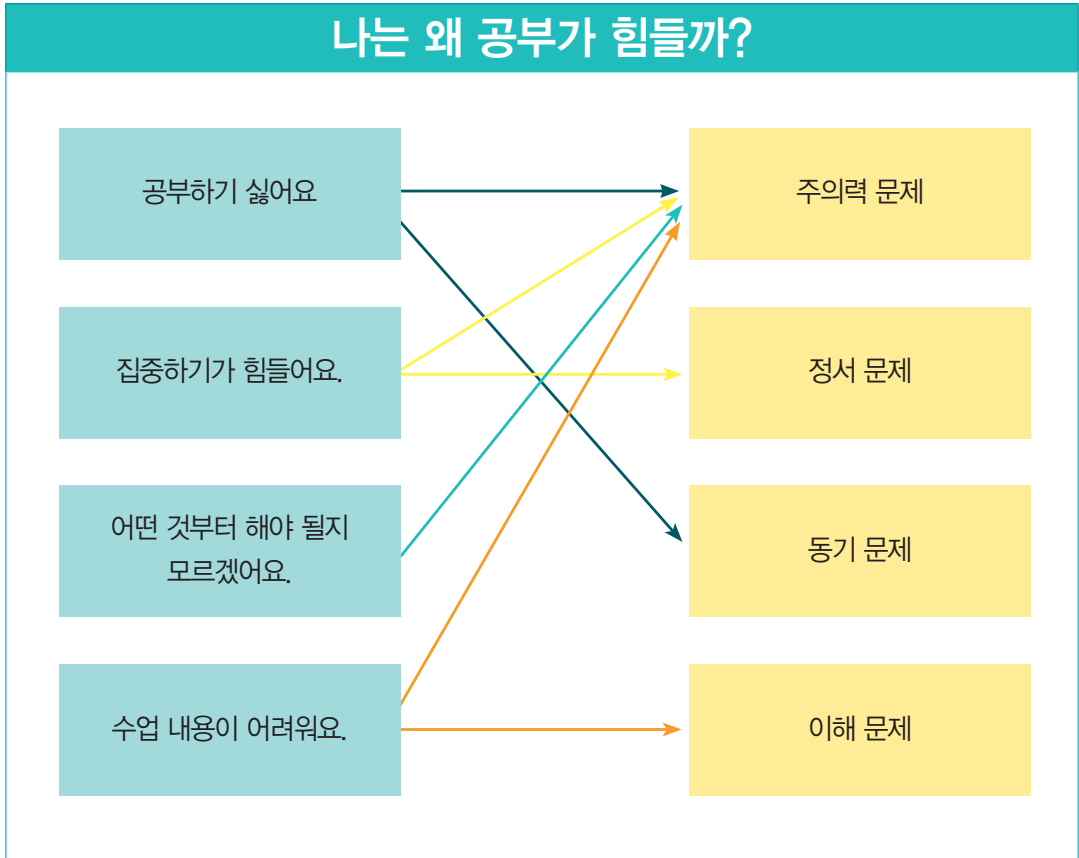 나는 왜 공부가 힘들까?
공부하기 싫어요
주의력 문제
집중하기가 힘들어요.
정서 문제
어떤 것부터 해야 될지
모르겠어요.
동기 문제
수업 내용이 어려워요.
이해 문제